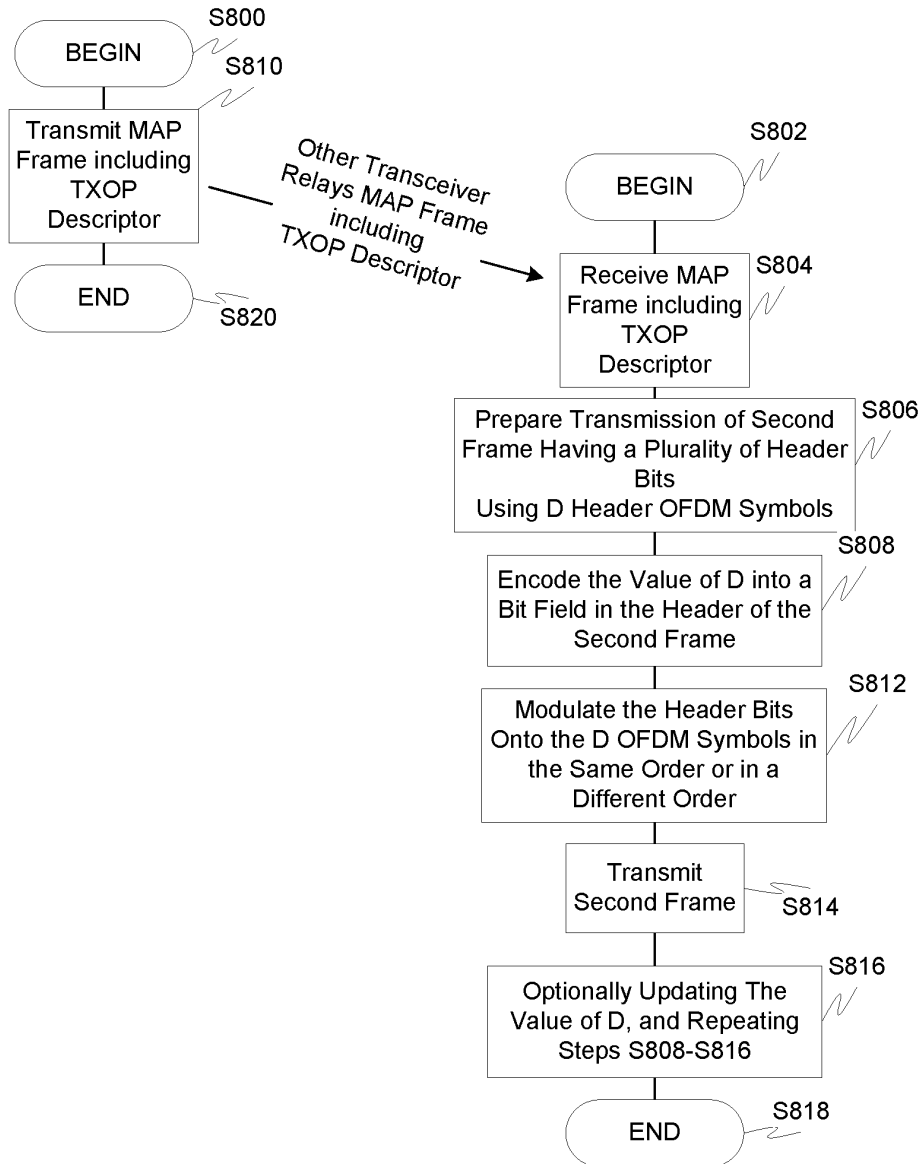 S800
BEGIN
S810
Transmit MAP
Frame including
TXOP
Descriptor
END
S820
Other Transceiver
Relays MAP Frame
including
TXOP Descriptor
S802
BEGIN
S804
Receive MAP
Frame including
TXOP
Descriptor
S806
Prepare Transmission of Second
Frame Having a Plurality of Header
Bits
Using D Header OFDM Symbols
S808
Encode the Value of D into a
Bit Field in the Header of the
Second Frame
S812
Modulate the Header Bits
Onto the D OFDM Symbols in
the Same Order or in a
Different Order
Transmit
Second Frame
S814
S816
Optionally Updating The
Value of D, and Repeating
Steps S808-S816
S818
END